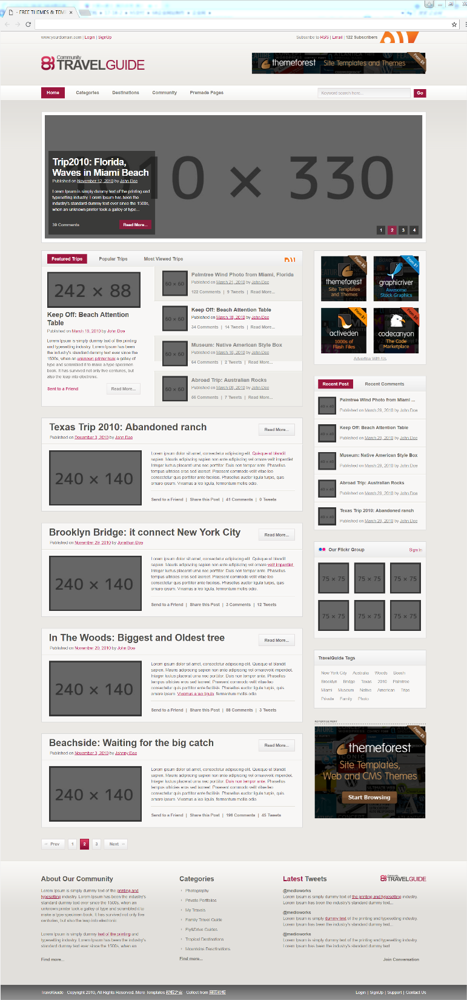 - FREE THEMES & TEM
www.yourdomain.com | Login | SignUp
Subscribe to RSS | Email | 122 Subscribers
Community
TRAVELGUIDE
themeforest Site Templates and Themes
From $5
Home Categories Destinations Community Premade Pages
Keyword search here...
Go
1010 × 330
Trip2010: Florida,
Waves in Miami Beach
Published on November 12, 2010 by John Doe
Lorem Ipsum is simply dummy text of the printing and
typesetting industry. Lorem Ipsum has been the
industry's standard dummy text ever since the 1500s,
when an unknown printer took a galley of type...
39 Comments Read More...
1 2 3 4
Featured Trips Popular Trips Most Viewed Trips
242 × 88
Keep Off: Beach Attention
Table
Published on March 18, 2010 by John Doe
Lorem Ipsum is simply dummy text of the printing
and typesetting industry. Lorem Ipsum has been
the industry's standard dummy text ever since the
1500s, when an unknown printer took a galley of
type and scrambled it to make a type specimen
book. It has survived not only five centuries, but
also the leap into electronic.
Sent to a Friend Read More...
60 × 60
Palmtree Wind Photo from Miami, Florida
Published on March 21, 2010 by John Doe
122 Comments | 9 Tweets | Read More...
60 × 60
Keep Off: Beach Attention Table
Published on March 18, 2010 by John Doe
34 Comments | 14 Tweets | Read More...
60 × 60
Museum: Native American Style Box
Published on March 16, 2010 by John Doe
64 Comments | 2 Tweets | Read More...
60 × 60
Abroad Trip: Australian Rocks
Published on March 08, 2010 by John Doe
56 Comments | 7 Tweets | Read More...
From $5
themeforest
Site Templates
and Themes
From $1
graphicriver
Awesome
Stock Graphics
From $1
activeden
1000s of
Flash Files
From $5
codecanyon
The Code
Marketplace
Advertise With Us
Recent Post Recent Comments
40 × 40
Palmtree Wind Photo from Miami ...
Published on March 29, 2010 by John Doe
40 × 40
Keep Off: Beach Attention Table
Published on March 29, 2010 by John Doe
40 × 40
Museum: Native American Style Box
Published on March 29, 2010 by John Doe
40 × 40
Abroad Trip: Australian Rocks
Published on March 29, 2010 by John Doe
40 × 40
Texas Trip 2010: Abandoned ranch
Published on March 29, 2010 by John Doe
Texas Trip 2010: Abandoned ranch
Read More...
Published on December 3, 2010 by John Doe
240 × 140
Lorem ipsum dolor sit amet, consectetur adipiscing elit. Quisque ut blandit
sapien. Mauris adipiscing sapien non ante adipiscing vel ornare velit imperdiet
Integer luctus placerat urna nec porttitor. Duis non tempor ante. Phasellus
tempus ultricies eros sed laoreet. Praesent commodo velit vitae leo
consectetur quis porttitor ante facilisis. Phasellus auctor ligula turpis, quis
ornare ipsum. Vivamus a leo ligula, fermentum mollis odio.
Send to a Friend | Share this Post | 41 Comments | 0 Tweets
Brooklyn Bridge: it connect New York City
Read More...
Published on November 29, 2010 by Jonathan Doe
240 × 140
Lorem ipsum dolor sit amet, consectetur adipiscing elit. Quisque ut blandit
sapien. Mauris adipiscing sapien non ante adipiscing vel ornare velit imperdiet.
Integer luctus placerat urna nec porttitor. Duis non tempor ante. Phasellus
tempus ultricies eros sed laoreet. Praesent commodo velit vitae leo
consectetur quis porttitor ante facilisis. Phasellus auctor ligula turpis, quis
ornare ipsum. Vivamus a leo ligula, fermentum mollis odio.
Send to a Friend | Share this Post | 3 Comments | 12 Tweets
In The Woods: Biggest and Oldest tree
Read More...
Published on November 20, 2010 by John Doe
240 × 140
Lorem ipsum dolor sit amet, consectetur adipiscing elit. Quisque ut blandit
sapien. Mauris adipiscing sapien non ante adipiscing vel ornarevelit imperdiet.
Integer luctus placerat urna nec porttitor. Duis non tempor ante. Phasellus
tempus ultricies eros sed laoreet. Praesent commodo velit vitae leo
consectetur quis porttitor ante facilisis. Phasellus auctor ligula turpis, quis
ornare ipsum. Vivamus a leo ligula, fermentum mollis odio.
Send to a Friend | Share this Post | 88 Comments | 3 Tweets
Beachside: Waiting for the big catch
Read More...
Published on November 3, 2010 by Johnny Doe
240 × 140
Lorem ipsum dolor sit amet, consectetur adipiscing elit. Quisque ut blandit
sapien. Mauris adipiscing sapien non ante adipiscing vel ornarevelit imperdiet
Integer luctus placerat urna nec porttitor. Duis non tempor ante. Phasellus
tempus ultricies eros sed laoreet. Praesent commodo velit vitae leo
consectetur quis porttitor ante facilisis. Phasellus auctor ligula turpis, quis
ornare ipsum. Vivamus a leo ligula, fermentum mollis odio
Send to a Friend | Share this Post | 196 Comments | 45 Tweets
Our Flickr Group Sign In
75 × 75 75 × 75 75 × 75
75 × 75 75 × 75 75 × 75
TravelGuide Tags
New York City Australia Woods Beach
Brooklyn Bridge Texas 2010 Palmtree
Miami Museum Native American Trips
Private Family Photo
ADVERTISEMENT
From $5
themeforest
Site Templates,
Web and CMS Themes
Start Browsing
Prev 1 2 3 Next
About Our Community
Lorem Ipsum is simply dummy text of the printing and
typesetting industry. Lorem Ipsum has been the industry's
standard dummy text ever since the 1500s, when an
unknown printer took a galley of type and scrambled it to
make a type specimen book. It has survived not only five
centuries, but also the leap into electronic
Lorem Ipsum is simply dummy text of the printing and
typesetting industry. Lorem Ipsum has been the industry's
standard dummy text ever since the 1500s, when an
Find more...
Categories
Photography
Private Portfolios
My Travels
Family Travel Guide
Fly&Drive Guides
Tropical Destinations
Mountains Desctinations
Find more...
Latest Tweets
Community
TRAVELGUIDE
@medioworks
Lorem Ipsum is simply dummy text of the printing and typesetting industry.
Lorem Ipsum has been the industry's standard dummy text...
@medioworks
Lorem Ipsum is simply dummy text of the printing and typesetting industry.
Lorem Ipsum has been the industry's standard dummy text...
@medioworks
Lorem Ipsum is simply dummy text of the printing and typesetting industry.
Lorem Ipsum has been the industry's standard dummy text
Join Conversation
TravelGuide - Copyright 2010, All Rights Reserved. More Templates 模板之家 - Collect from 网页模板
Login | SignUp | Support | Contact Us